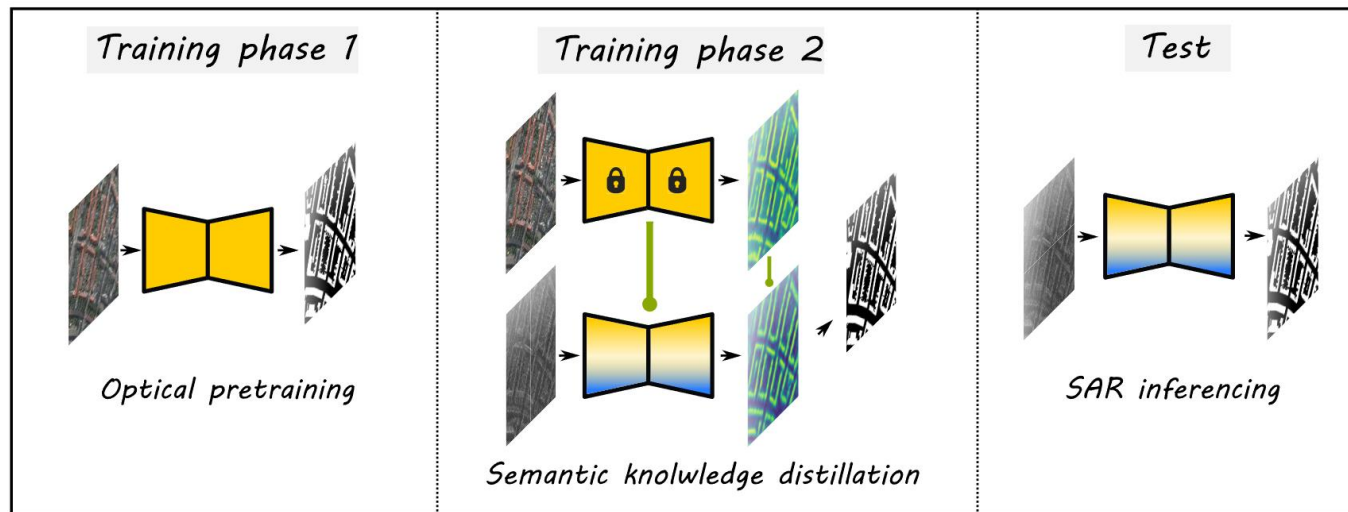 Training phase 1
Optical pretraining
Training phase 2
Semantic knolwledge distillation
Test
SAR inferencing